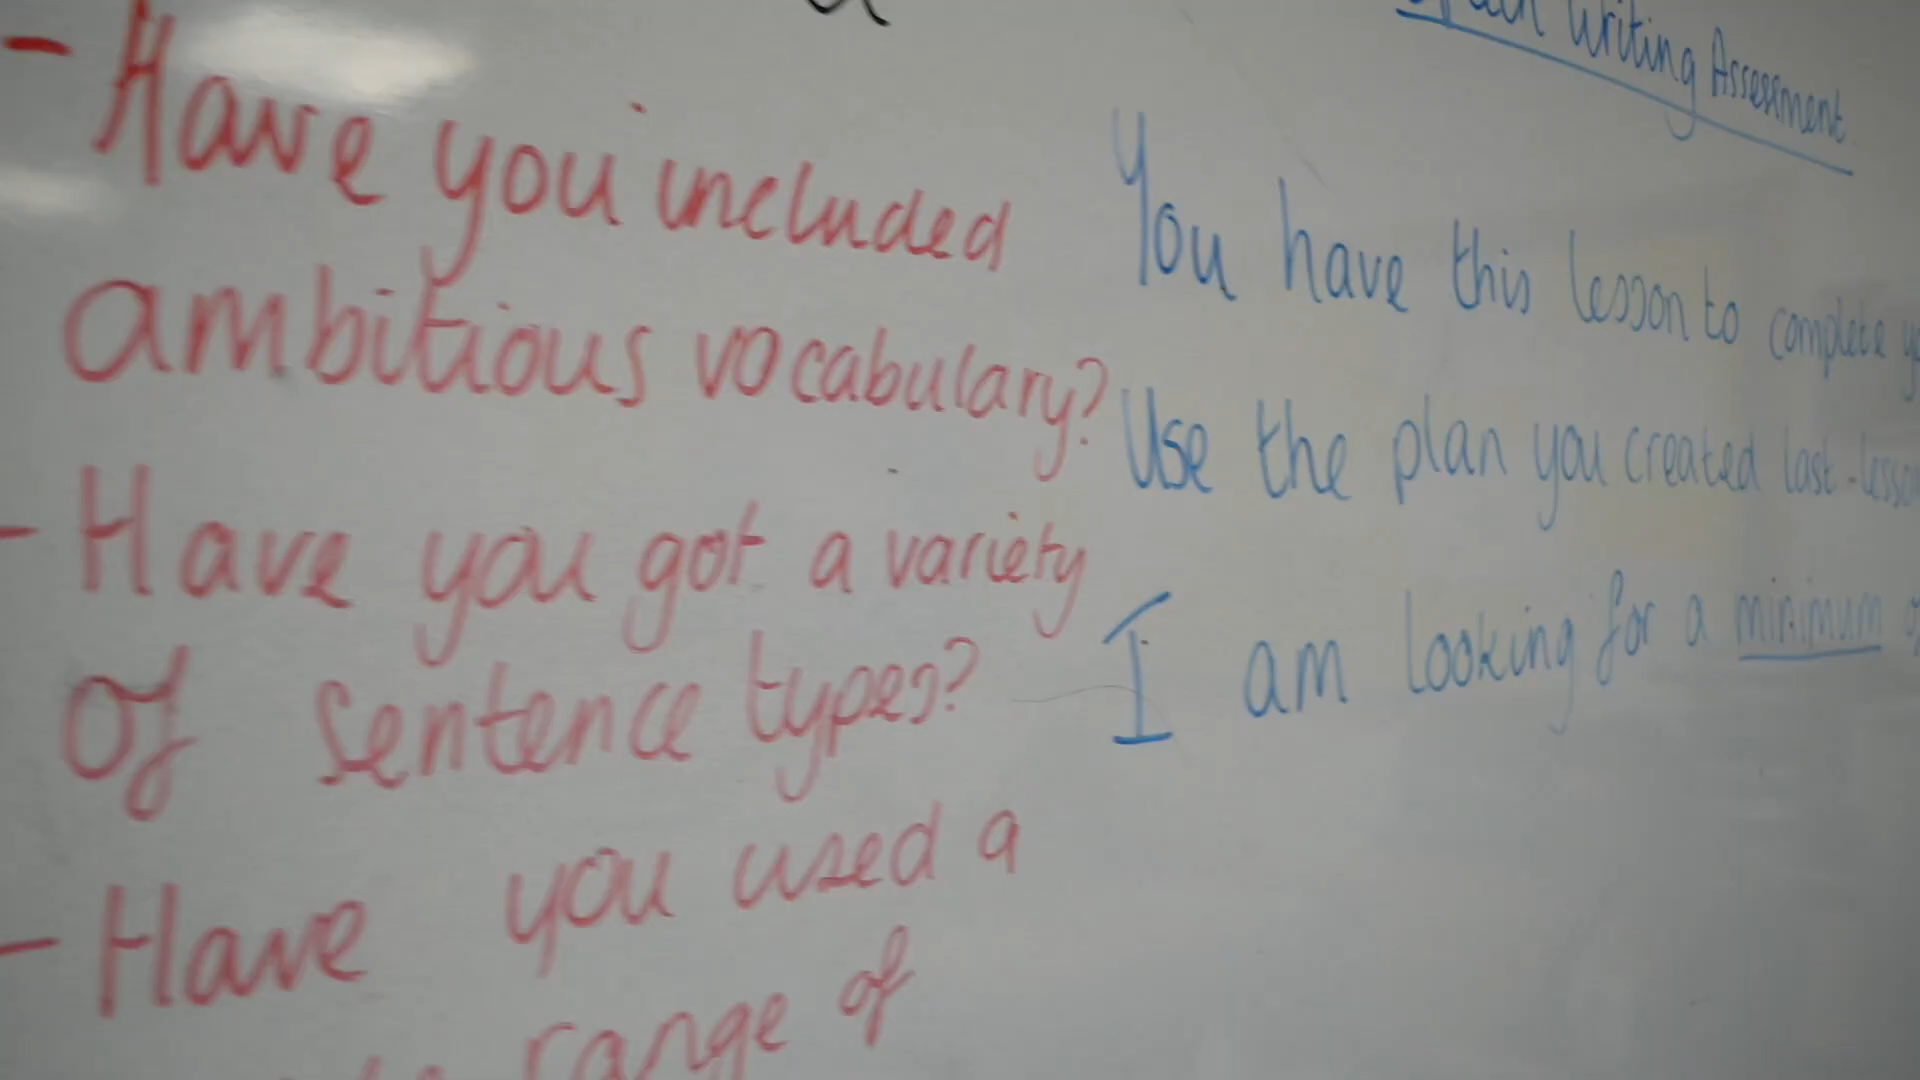 - Have you included
ambitious vocabulary?
- Have you got a variety
of sentence types?
- Have you used a
range of
Writing Assessment
You have this lesson to complete
Use the plan you created last lesson
I am looking for a minimum